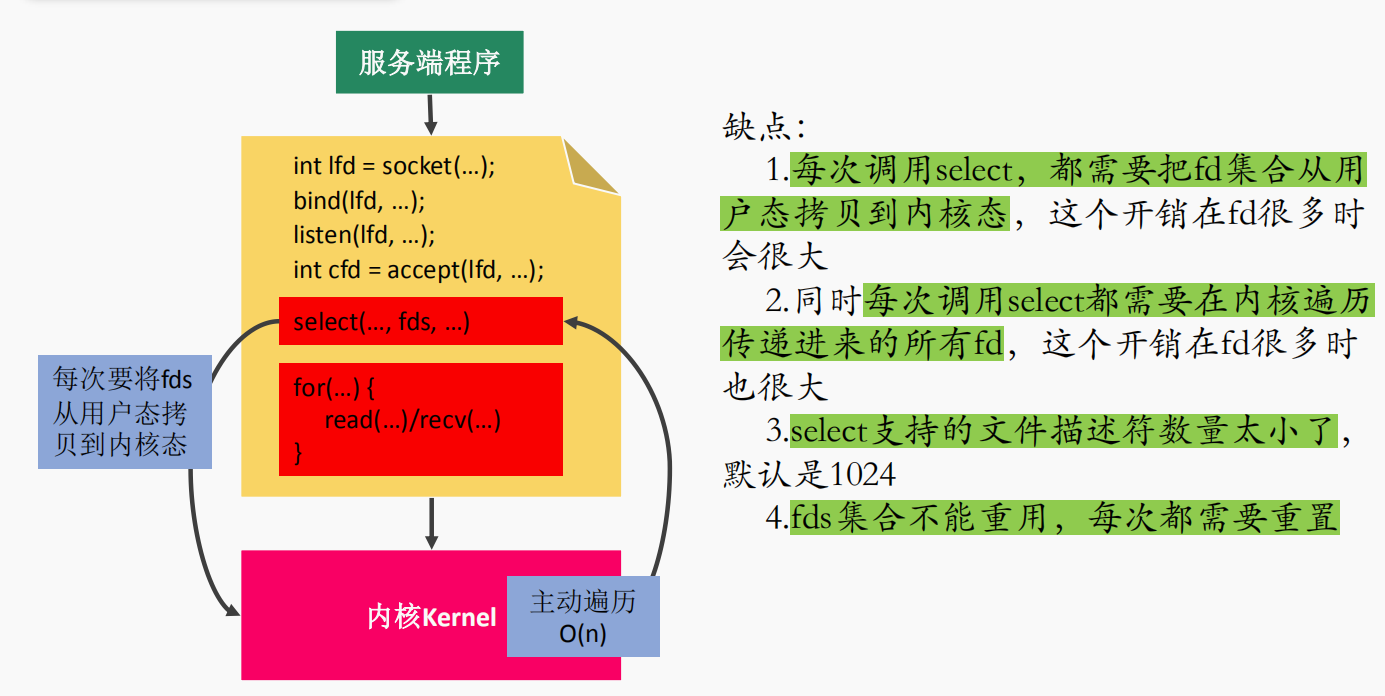 服务端程序
int lfd = socket(…);
bind(lfd, …);
listen(lfd, …);
int cfd = accept(lfd, …);
select(…, fds, …)
for(…) {
read(…)/recv(…)
}
每次要将fds
从用户态拷
贝到内核态
内核Kernel
主动遍历
O(n)
缺点：
1.每次调用select，都需要把fd集合从用
户态拷贝到内核态，这个开销在fd很多时
会很大
2.同时每次调用select都需要在内核遍历
传递进来的所有fd，这个开销在fd很多时
也很大
3.select支持的文件描述符数量太小了，
默认是1024
4.fds集合不能重用，每次都需要重置